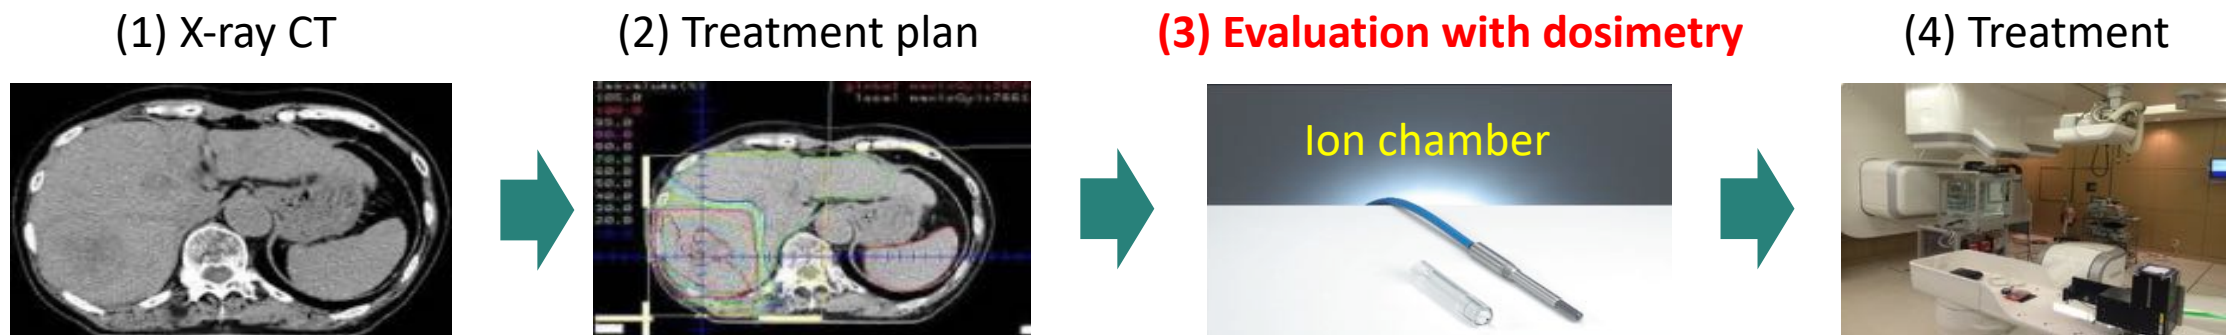 (1) X-ray CT
(2) Treatment plan
(3) Evaluation with dosimetry
(4) Treatment
Ion chamber